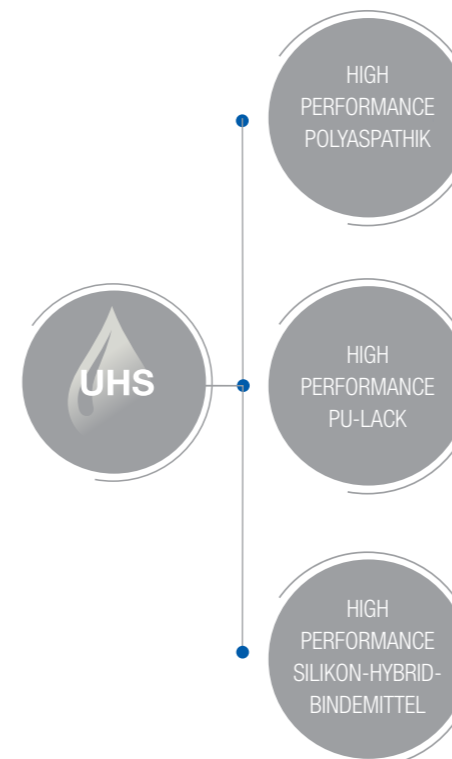 HIGH
PERFORMANCE
POLYASPATHIK
UHS
HIGH
PERFORMANCE
PU-LACK
HIGH
PERFORMANCE
SILIKON-HYBRID-
BINDEMITTEL